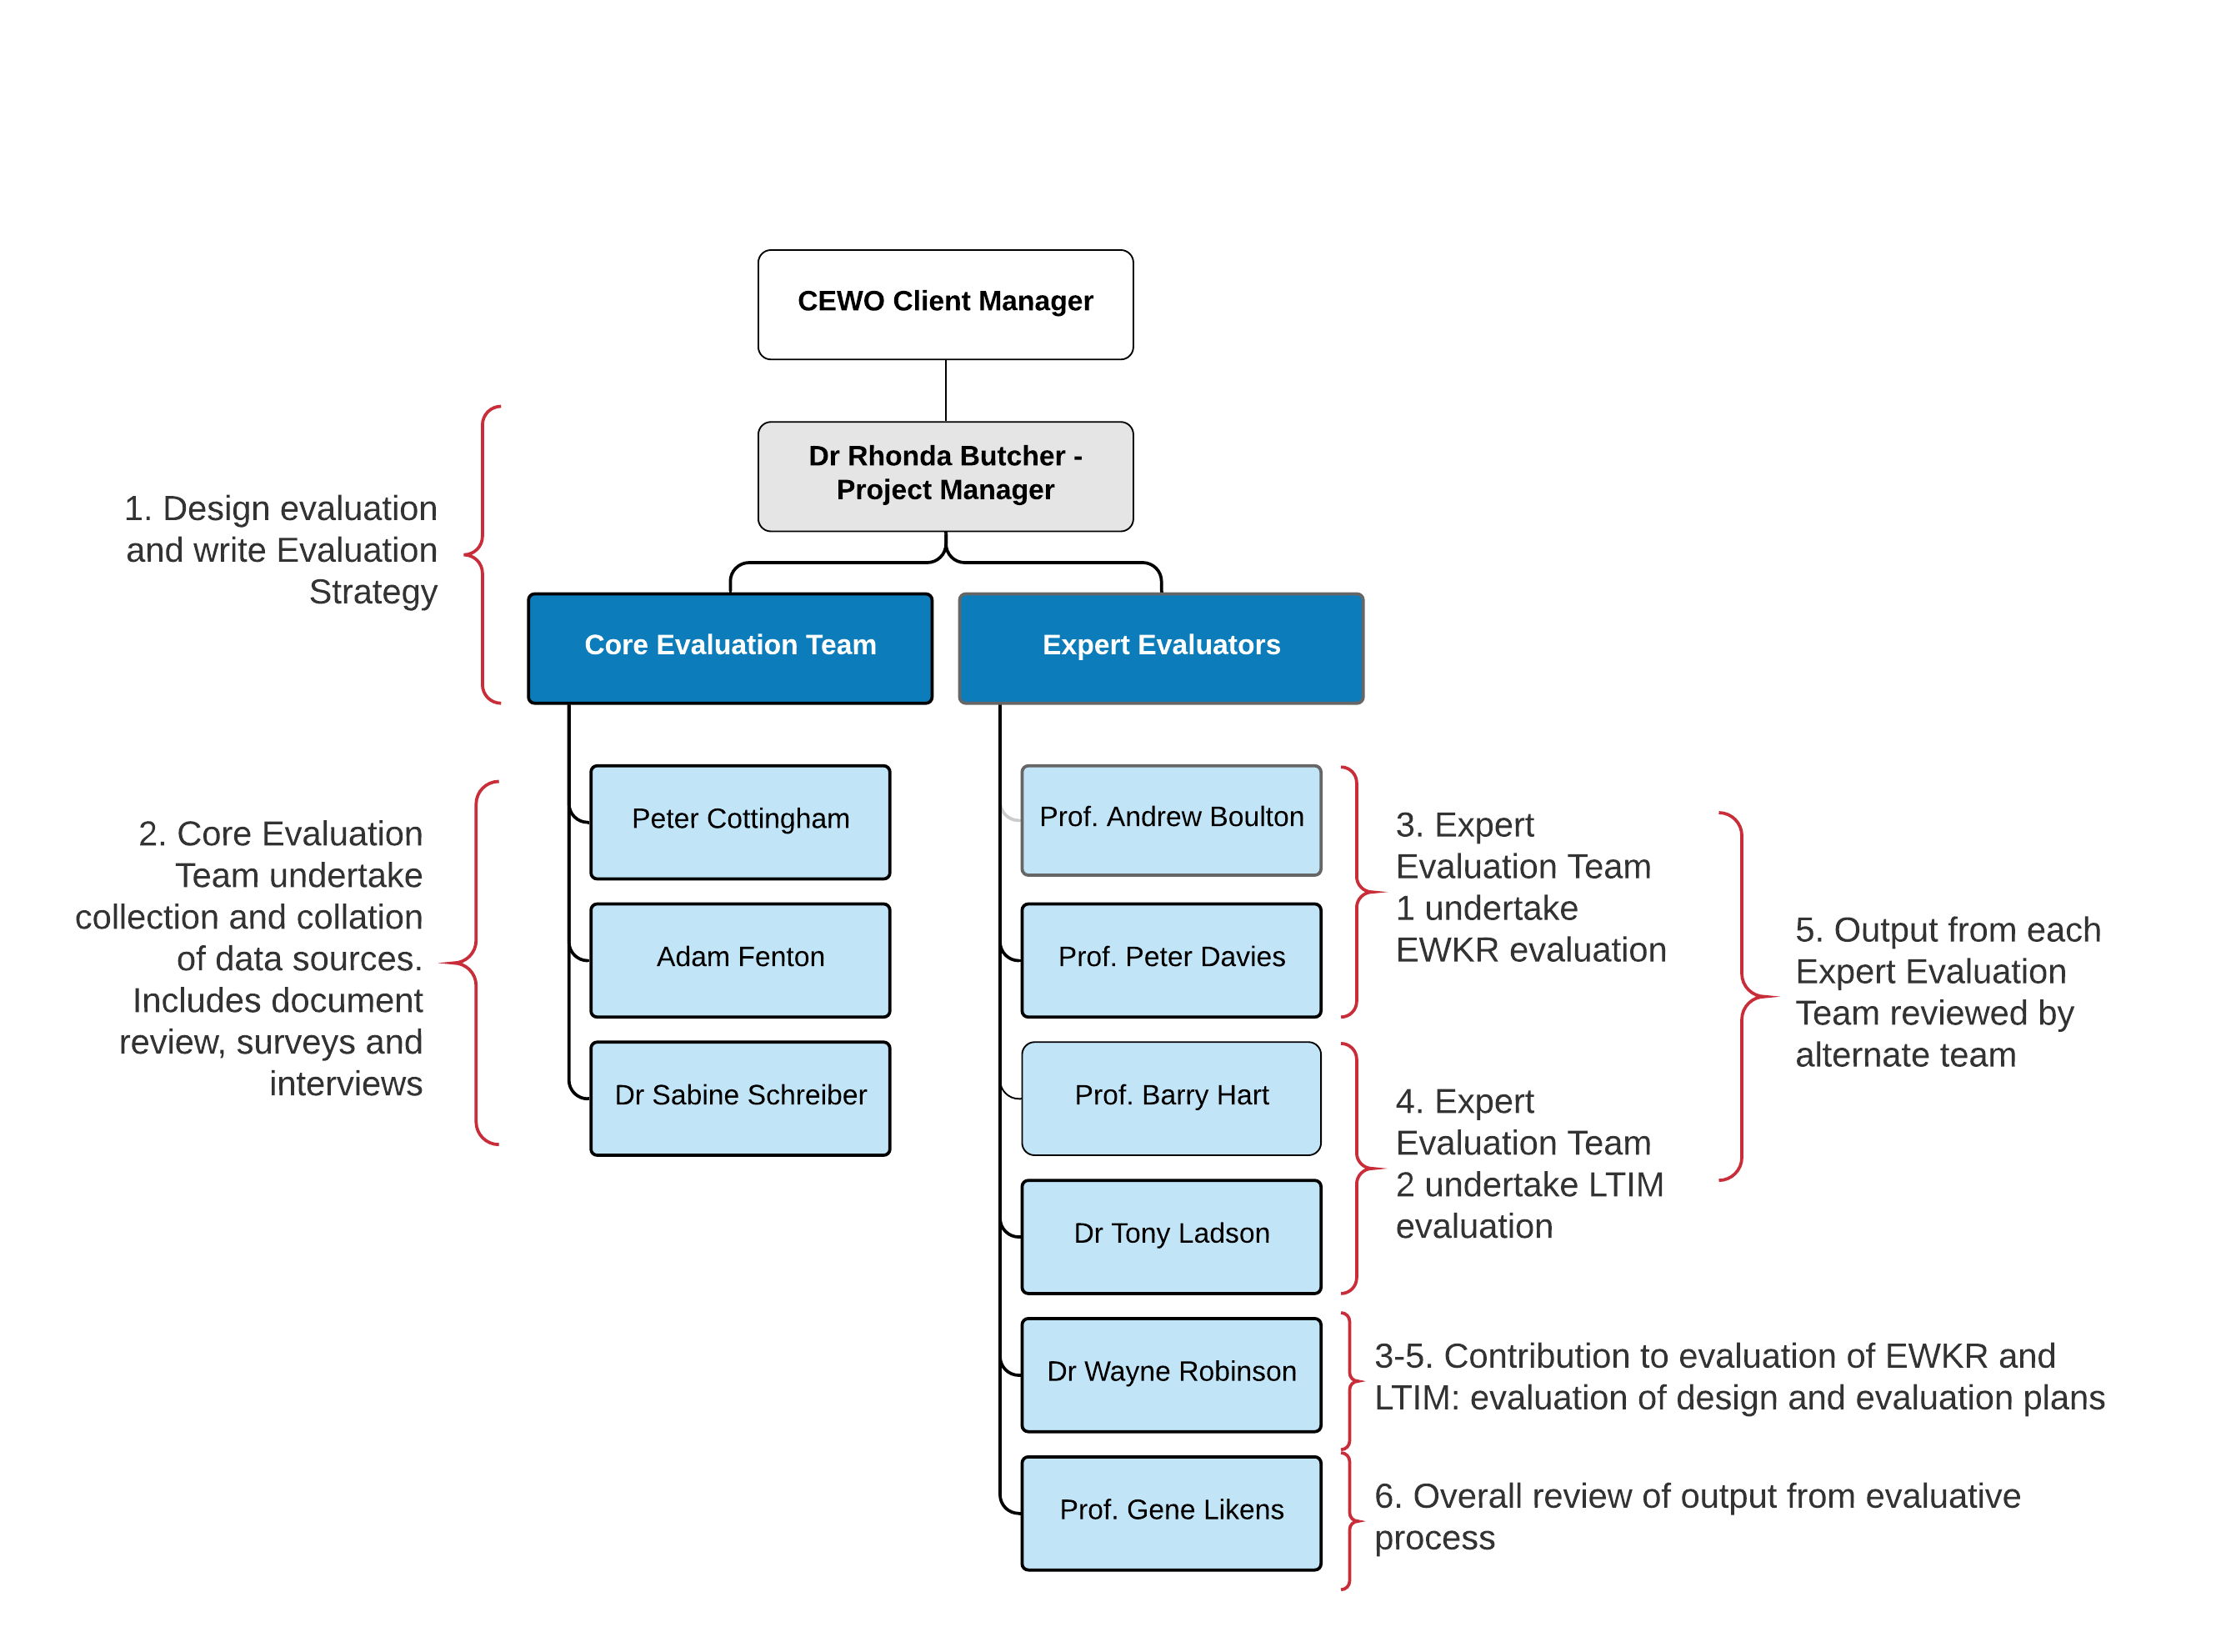 CEWO Client Manager
Dr Rhonda Butcher -
Project Manager
1. Design evaluation
and write Evaluation
Strategy
Core Evaluation Team
Expert Evaluators
2. Core Evaluation
Team undertake
collection and collation
of data sources.
Includes document
review, surveys and
interviews
Peter Cottingham
Adam Fenton
Dr Sabine Schreiber
Prof. Andrew Boulton
Prof. Peter Davies
Prof. Barry Hart
Dr Tony Ladson
Dr Wayne Robinson
Prof. Gene Likens
3. Expert
Evaluation Team
1 undertake
EWKR evaluation
4. Expert
Evaluation Team
2 undertake LTIM
evaluation
5. Output from each
Expert Evaluation
Team reviewed by
alternate team
3-5. Contribution to evaluation of EWKR and
LTIM: evaluation of design and evaluation plans
6. Overall review of output from evaluative
process